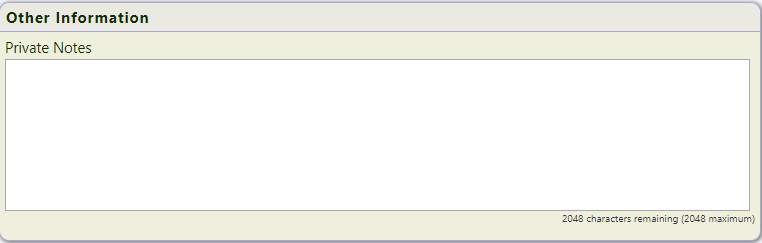 Other Information
Private Notes
2048 characters remaining (2048 maximum)